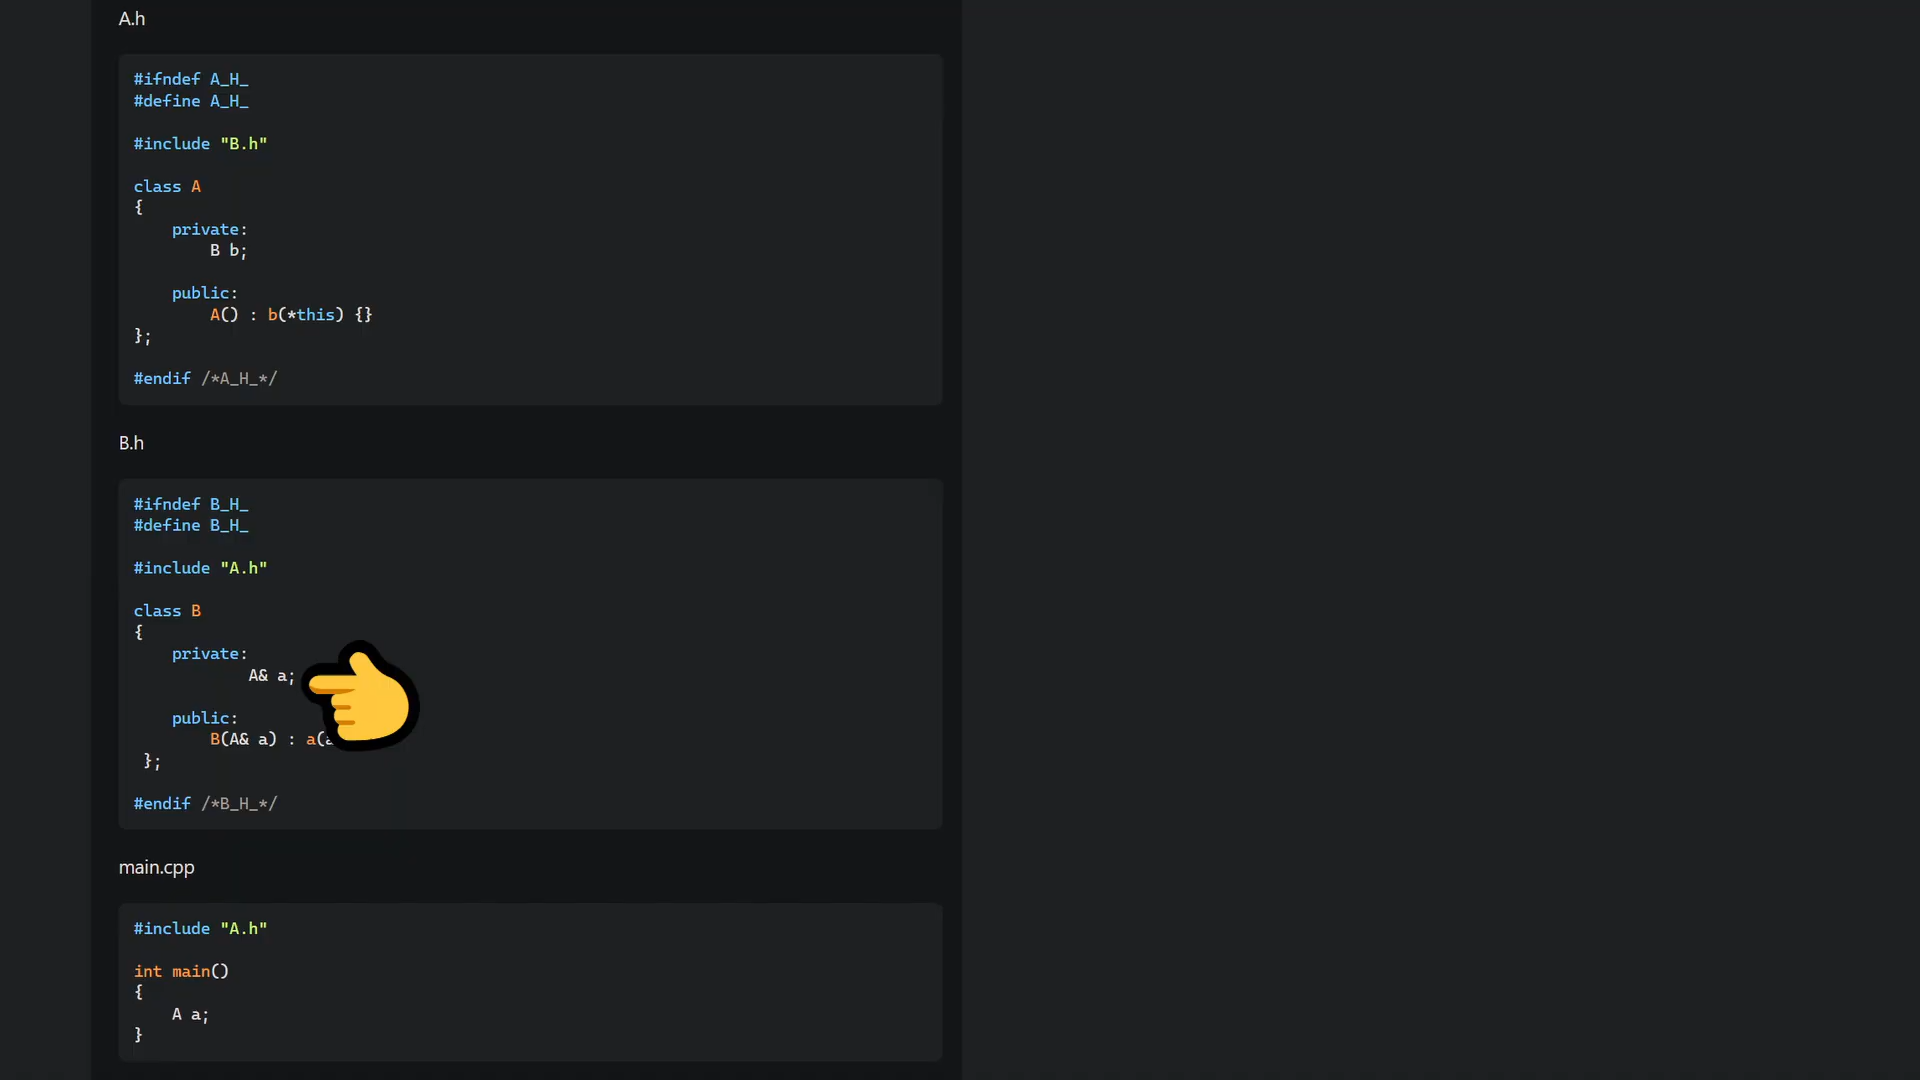 A.h
#ifndef A_H_
#define A_H_
#include "B.h"
class A
{
private:
B b;
public:
A() : b(*this) {}
};
#endif /*A_H_*/
B.h
#ifndef B_H_
#define B_H_
#include "A.h"
class B
{
private:
A& a;
public:
B(A& a) : a(
};
#endif /*B_H_*/
main.cpp
#include "A.h"
int main()
{
A a;
}